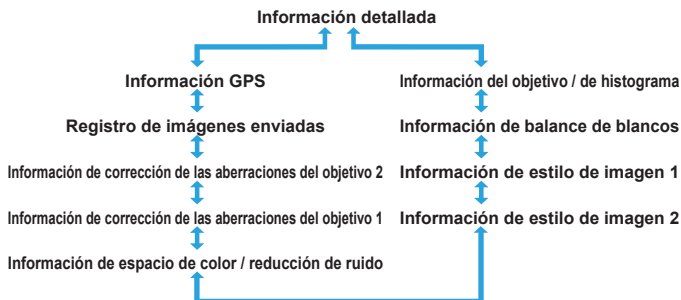 Información detallada
Información GPS
Información del objetivo / de histograma
Registro de imágenes enviadas
Información de balance de blancos
Información de corrección de las aberraciones del objetivo 2
Información de estilo de imagen 1
Información de corrección de las aberraciones del objetivo 1
Información de estilo de imagen 2
Información de espacio de color / reducción de ruido